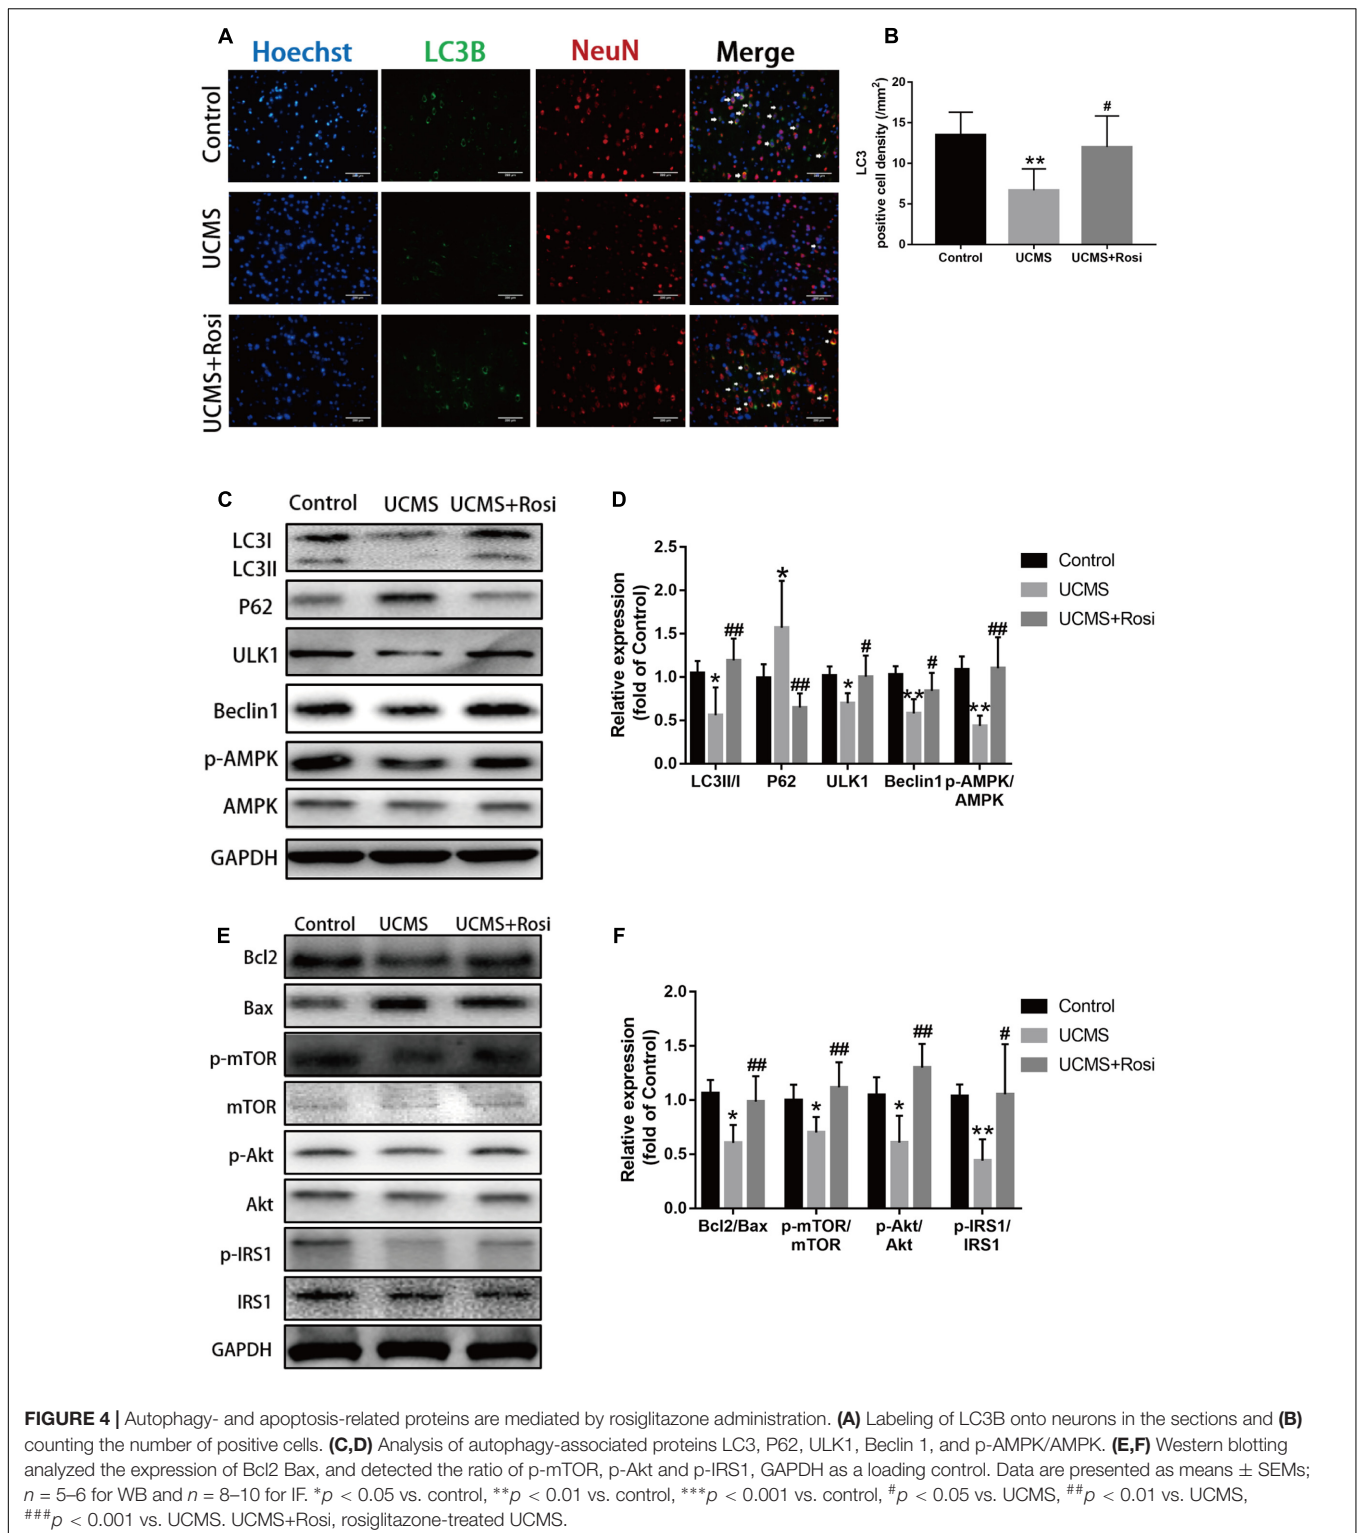 A
Hoechst LC3B NeuN Merge
Control
UCMS
UCMS+Rosi
B
LC3
positive cell density (/mm²)
20
15
10
5
0
**
#
Control UCMS UCMS+Rosi
C
Control UCMS UCMS+Rosi
LC3I
LC3II
P62
ULK1
Beclin1
p-AMPK
AMPK
GAPDH
D
Relative expression
(fold of Control)
2.5
2.0
1.5
1.0
0.5
0.0
* ## * ## * # ** # ** ##
LC3II/I P62 ULK1 Beclin1 p-AMPK/
AMPK
Control
UCMS
UCMS+Rosi
E
Control UCMS UCMS+Rosi
Bcl2
Bax
p-mTOR
mTOR
p-Akt
Akt
p-IRS1
IRS1
GAPDH
F
Relative expression
(fold of Control)
2.0
1.5
1.0
0.5
0.0
* ## * ## * ## ** #
Bcl2/Bax p-mTOR/ p-Akt/ p-IRS1/
mTOR Akt IRS1
Control
UCMS
UCMS+Rosi
FIGURE 4 | Autophagy- and apoptosis-related proteins are mediated by rosiglitazone administration. (A) Labeling of LC3B onto neurons in the sections and (B)
counting the number of positive cells. (C,D) Analysis of autophagy-associated proteins LC3, P62, ULK1, Beclin 1, and p-AMPK/AMPK. (E,F) Western blotting
analyzed the expression of Bcl2 Bax, and detected the ratio of p-mTOR, p-Akt and p-IRS1, GAPDH as a loading control. Data are presented as means ± SEMs;
n = 5–6 for WB and n = 8–10 for IF. *p < 0.05 vs. control, **p < 0.01 vs. control, ***p < 0.001 vs. control, #p < 0.05 vs. UCMS, ##p < 0.01 vs. UCMS,
###p < 0.001 vs. UCMS. UCMS+Rosi, rosiglitazone-treated UCMS.